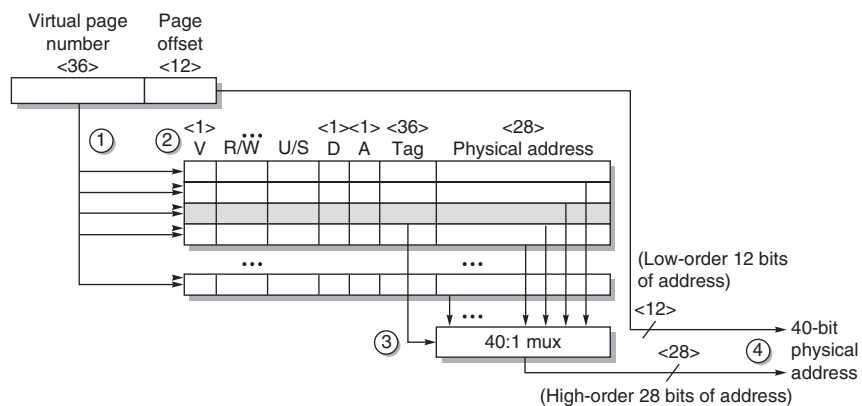 Virtual page number
<36>
Page offset
<12>
1
2
<1> V
R/W
...
U/S
<1> D
<1> A
<36> Tag
<28> Physical address
...
...
...
3
40:1 mux
(Low-order 12 bits of address)
<12>
<28>
4
40-bit physical address
(High-order 28 bits of address)